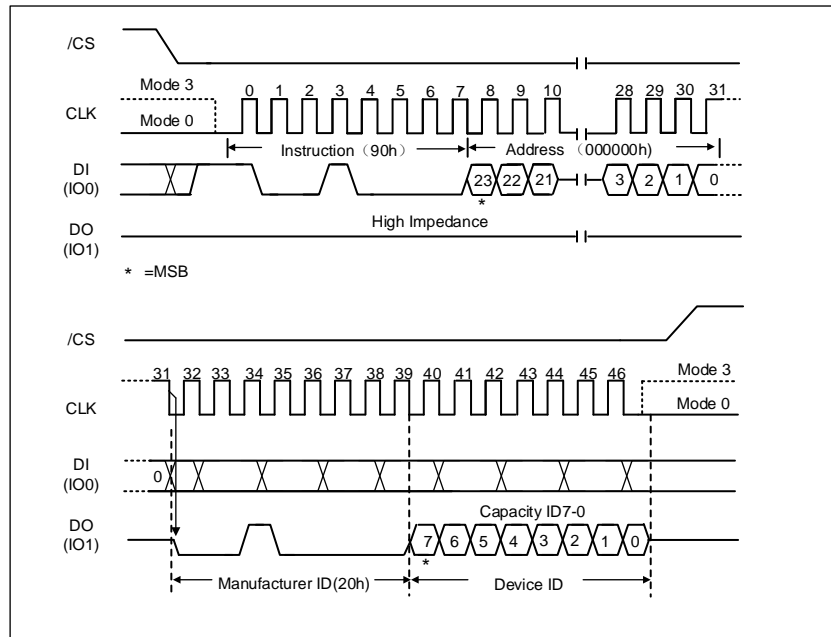 /CS
Mode 3
0 1 2 3 4 5 6 7 8 9 10 28 29 30 31
CLK
Mode 0
Instruction（90h） Address（000000h）
DI
(IO0)
23 22 21 3 2 1 0
*
High Impedance
DO
(IO1)
* =MSB
/CS
31 32 33 34 35 36 37 38 39 40 41 42 43 44 45 46
Mode 3
CLK
Mode 0
DI
(IO0)
0
Capacity ID7-0
DO
(IO1)
7 6 5 4 3 2 1 0
*
Manufacturer ID(20h) Device ID